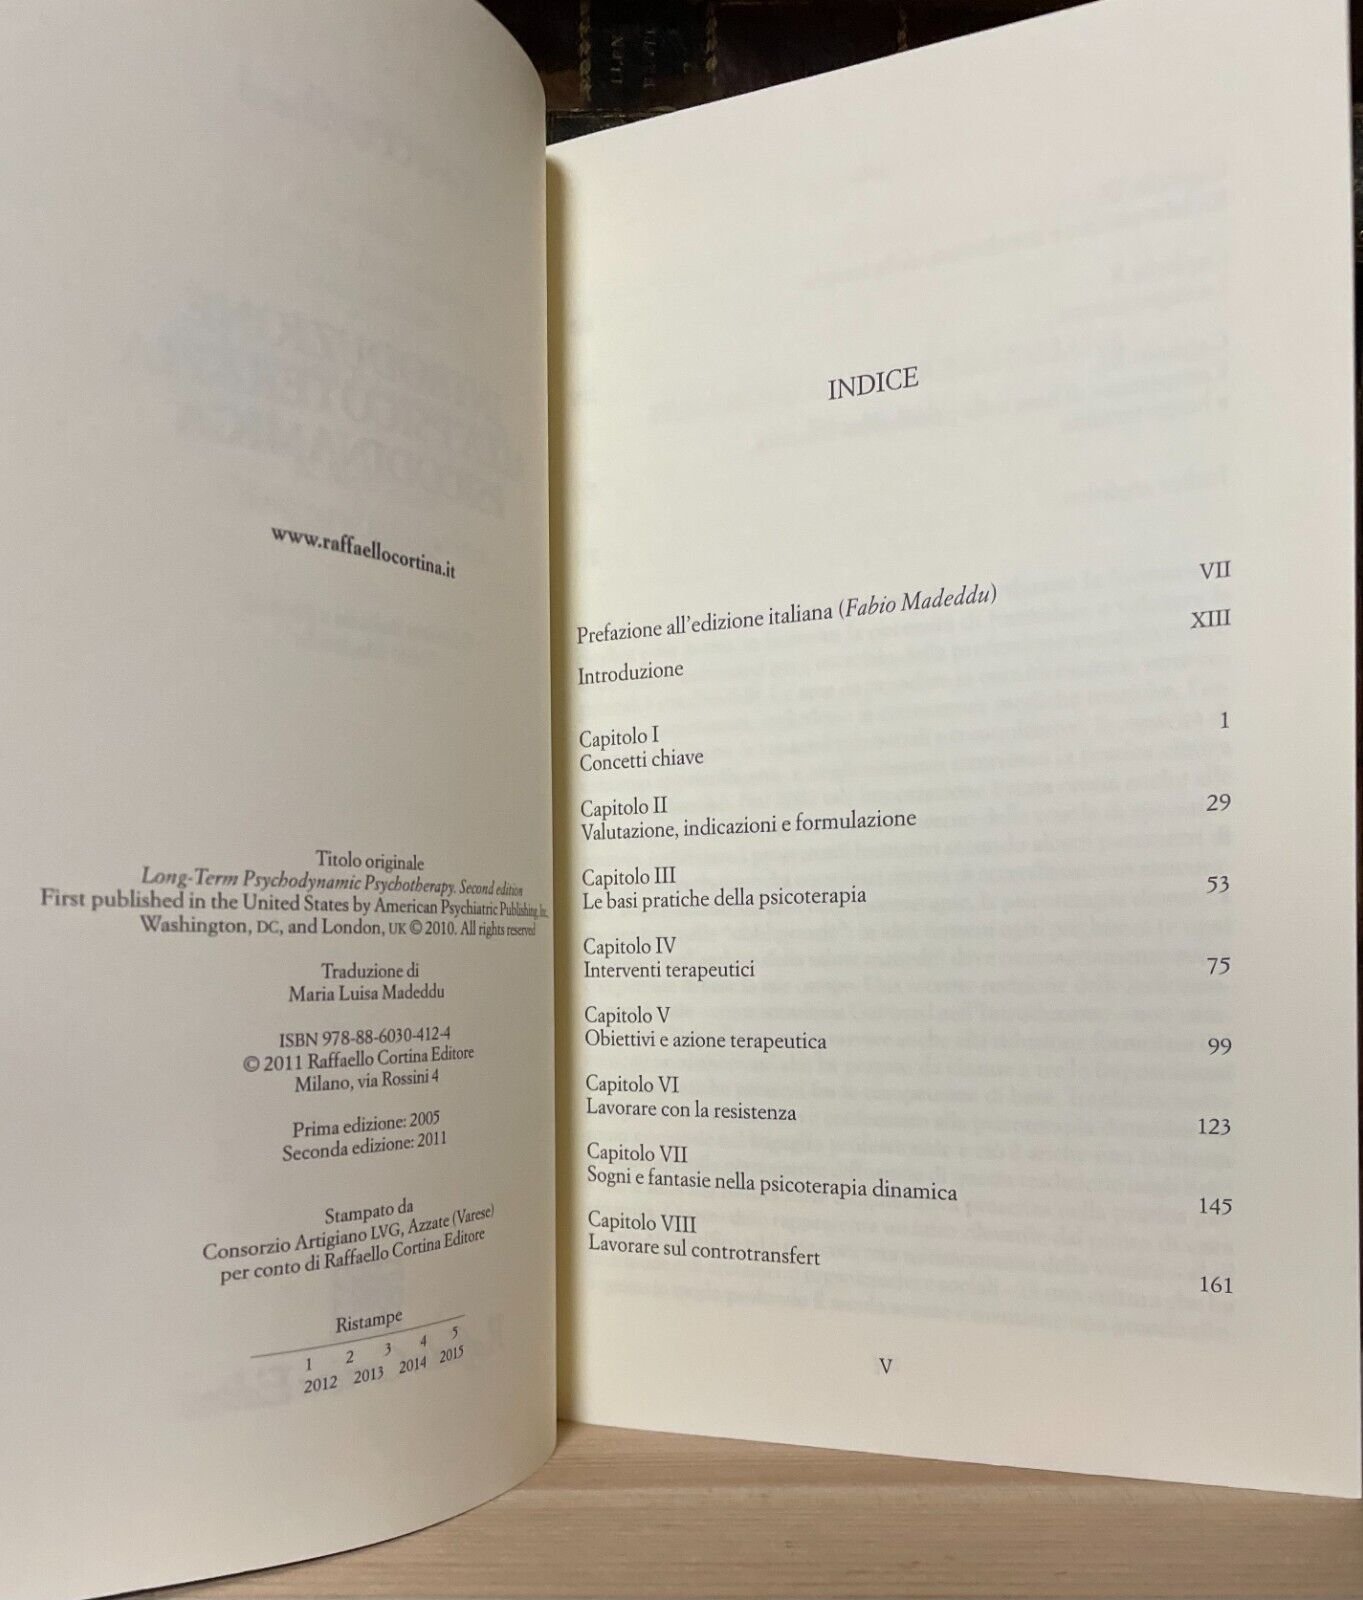 www.raffaellocortina.it
Titolo originale
Long-Term Psychodynamic Psychotherapy. Second edition
First published in the United States by American Psychiatric Publishing, Inc.
Washington, DC, and London, UK © 2010. All rights reserved
Traduzione di
Maria Luisa Madeddu
ISBN 978-88-6030-412-4
© 2011 Raffaello Cortina Editore
Milano, via Rossini 4
Prima edizione: 2005
Seconda edizione: 2011
Stampato da
Consorzio Artigiano LVG, Azzate (Varese)
per conto di Raffaello Cortina Editore
Ristampe
1 2 3 4 5
2012 2013 2014 2015
INDICE
Prefazione all'edizione italiana (Fabio Madeddu) VII
Introduzione XIII
Capitolo I
Concetti chiave 1
Capitolo II
Valutazione, indicazioni e formulazione 29
Capitolo III
Le basi pratiche della psicoterapia 53
Capitolo IV
Interventi terapeutici 75
Capitolo V
Obiettivi e azione terapeutica 99
Capitolo VI
Lavorare con la resistenza 123
Capitolo VII
Sogni e fantasie nella psicoterapia dinamica 145
Capitolo VIII
Lavorare sul controtransfert 161
V